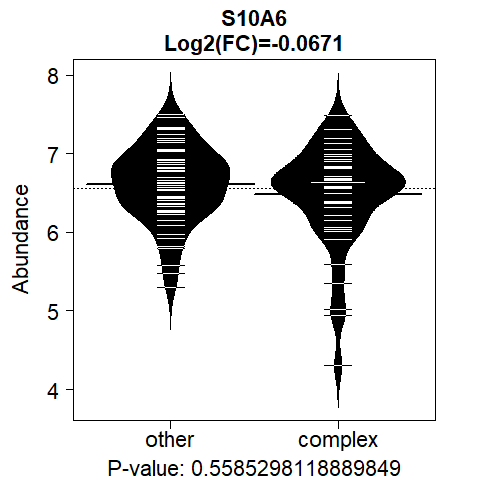 S10A6
Log2(FC)=-0.0671
8
7
6
5
4
Abundance
other complex
P-value: 0.5585298118889849